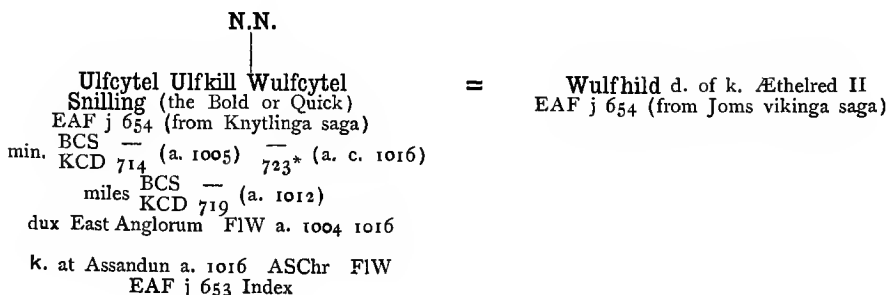 N.N.
Ulfcytel Ulfkill Wulfcytel = Wulfhild d. of k. Æthelred II
Snilling (the Bold or Quick) EAF j 654 (from Joms vikinga saga)
EAF j 654 (from Knytlinga saga)
min. BCS — — (a. 1005) (a. c. 1016)
KCD 714 723*
miles BCS — (a. 1012)
KCD 719
dux East Anglorum FlW a. 1004 1016
k. at Assandun a. 1016 ASChr FlW
EAF j 653 Index